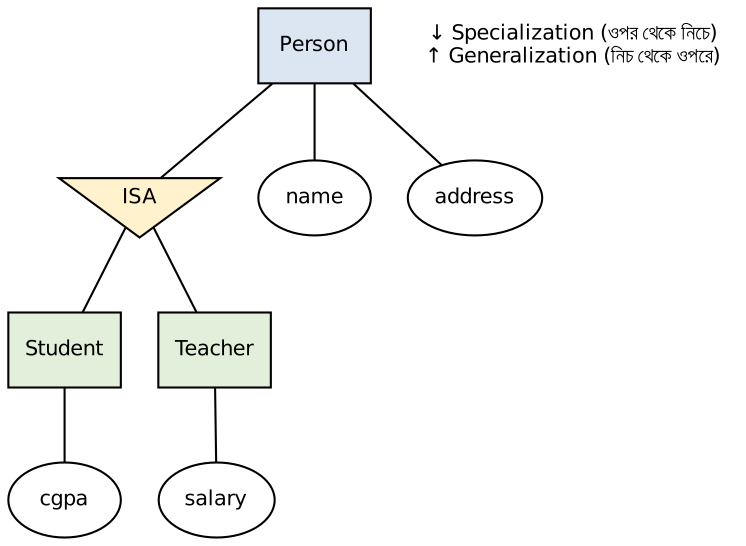 Person
↓ Specialization (ওপর থেকে নিচে)
↑ Generalization (নিচ থেকে ওপরে)
ISA
name
address
Student
Teacher
cgpa
salary